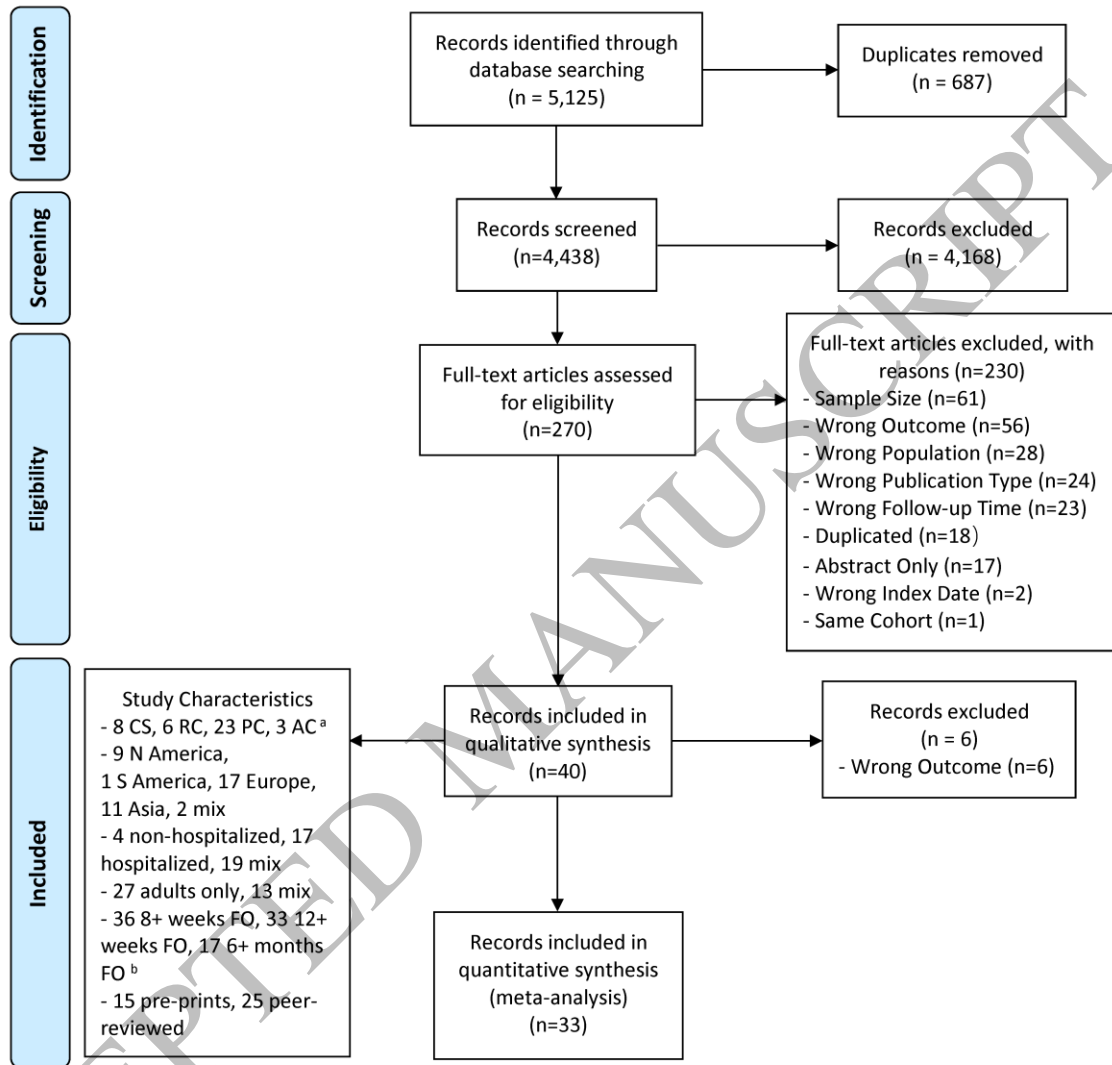 Identification
Records identified through
database searching
(n = 5,125)
Duplicates removed
(n = 687)
Screening
Records screened
(n=4,438)
Records excluded
(n = 4,168)
Eligibility
Full-text articles assessed
for eligibility
(n=270)
Full-text articles excluded, with
reasons (n=230)
- Sample Size (n=61)
- Wrong Outcome (n=56)
- Wrong Population (n=28)
- Wrong Publication Type (n=24)
- Wrong Follow-up Time (n=23)
- Duplicated (n=18)
- Abstract Only (n=17)
- Wrong Index Date (n=2)
- Same Cohort (n=1)
Included
Study Characteristics
- 8 CS, 6 RC, 23 PC, 3 AC a
- 9 N America,
1 S America, 17 Europe,
11 Asia, 2 mix
- 4 non-hospitalized, 17
hospitalized, 19 mix
- 27 adults only, 13 mix
- 36 8+ weeks FO, 33 12+
weeks FO, 17 6+ months
FO b
- 15 pre-prints, 25 peer-
reviewed
Records included in
qualitative synthesis
(n=40)
Records excluded
(n = 6)
- Wrong Outcome (n=6)
Records included in
quantitative synthesis
(meta-analysis)
(n=33)
EPTED MANUSCRIPT